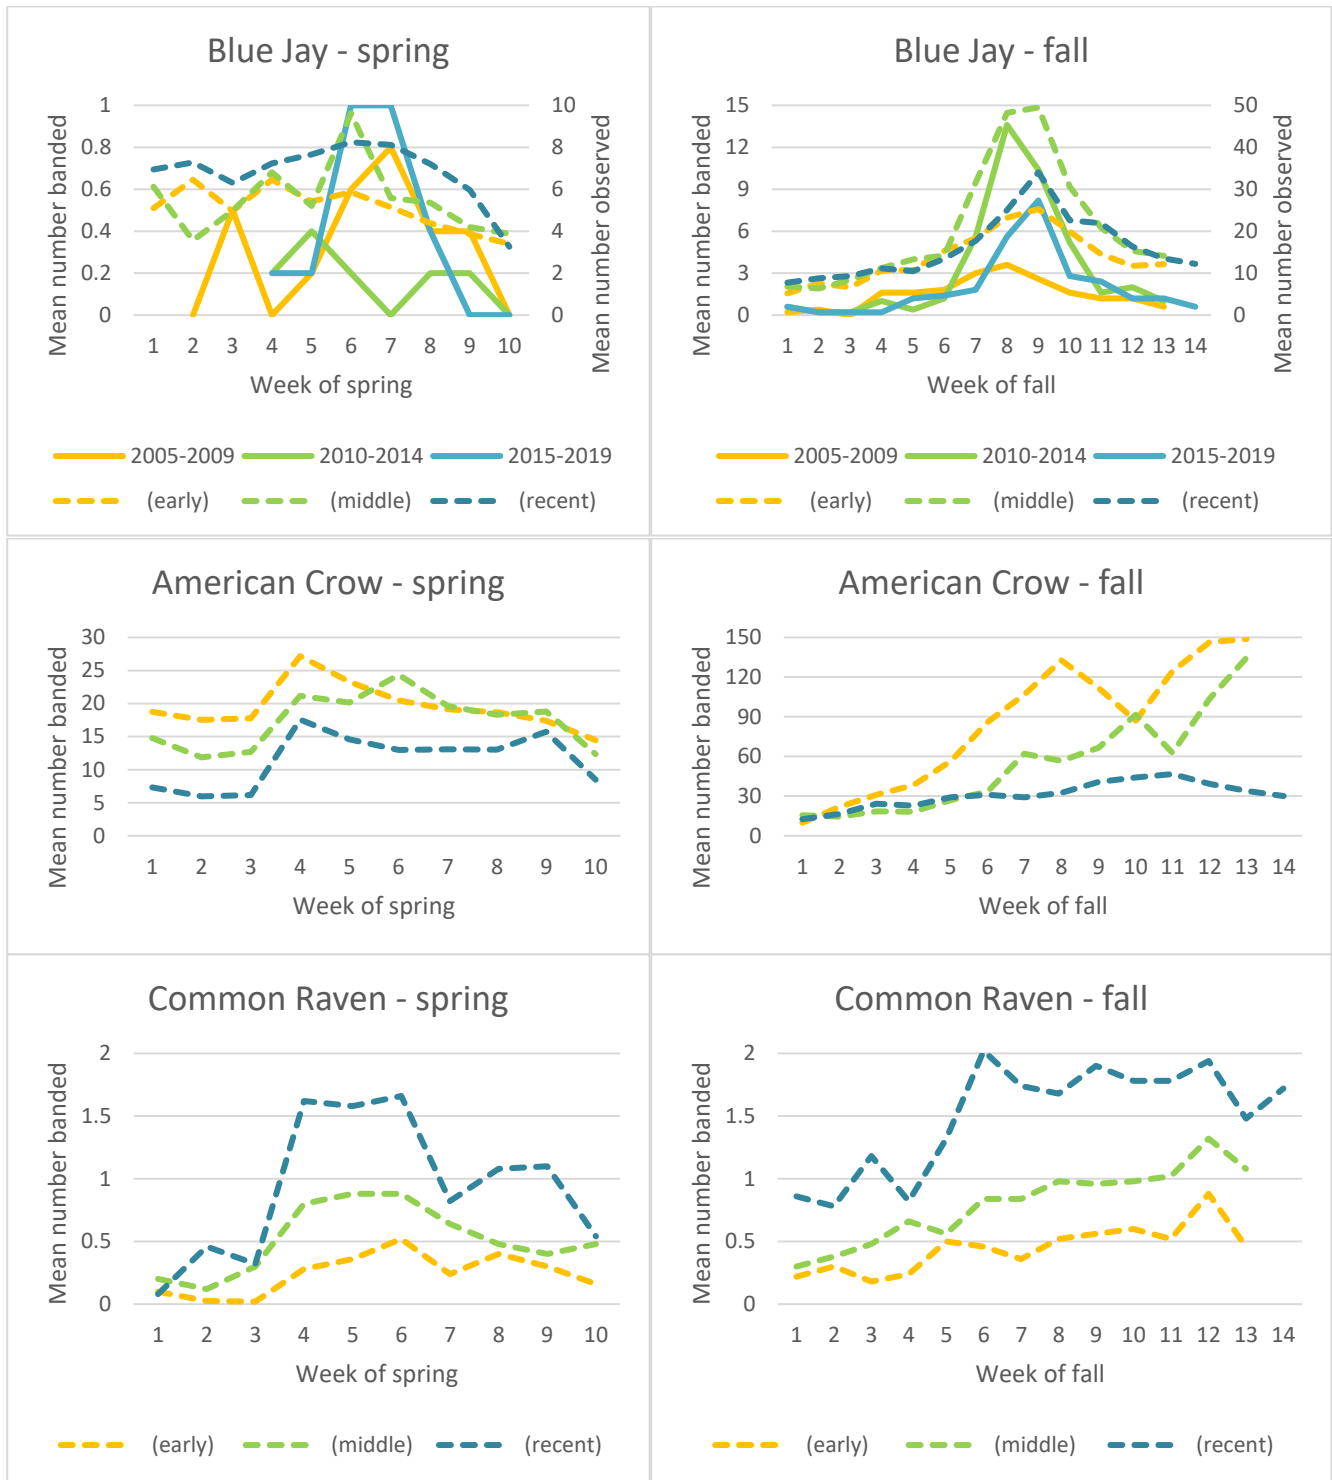 Blue Jay - spring
Mean number banded
1
0.8
0.6
0.4
0.2
0
10
8
6
4
2
0
Mean number observed
1 2 3 4 5 6 7 8 9 10
Week of spring
2005-2009 2010-2014 2015-2019
(early) (middle) (recent)
Blue Jay - fall
Mean number banded
15
12
9
6
3
0
50
40
30
20
10
0
Mean number observed
1 2 3 4 5 6 7 8 9 10 11 12 13 14
Week of fall
2005-2009 2010-2014 2015-2019
(early) (middle) (recent)
American Crow - spring
Mean number banded
30
25
20
15
10
5
0
1 2 3 4 5 6 7 8 9 10
Week of spring
American Crow - fall
Mean number banded
150
120
90
60
30
0
1 2 3 4 5 6 7 8 9 10 11 12 13 14
Week of fall
Common Raven - spring
Mean number banded
2
1.5
1
0.5
0
1 2 3 4 5 6 7 8 9 10
Week of spring
(early) (middle) (recent)
Common Raven - fall
Mean number banded
2
1.5
1
0.5
0
1 2 3 4 5 6 7 8 9 10 11 12 13 14
Week of fall
(early) (middle) (recent)